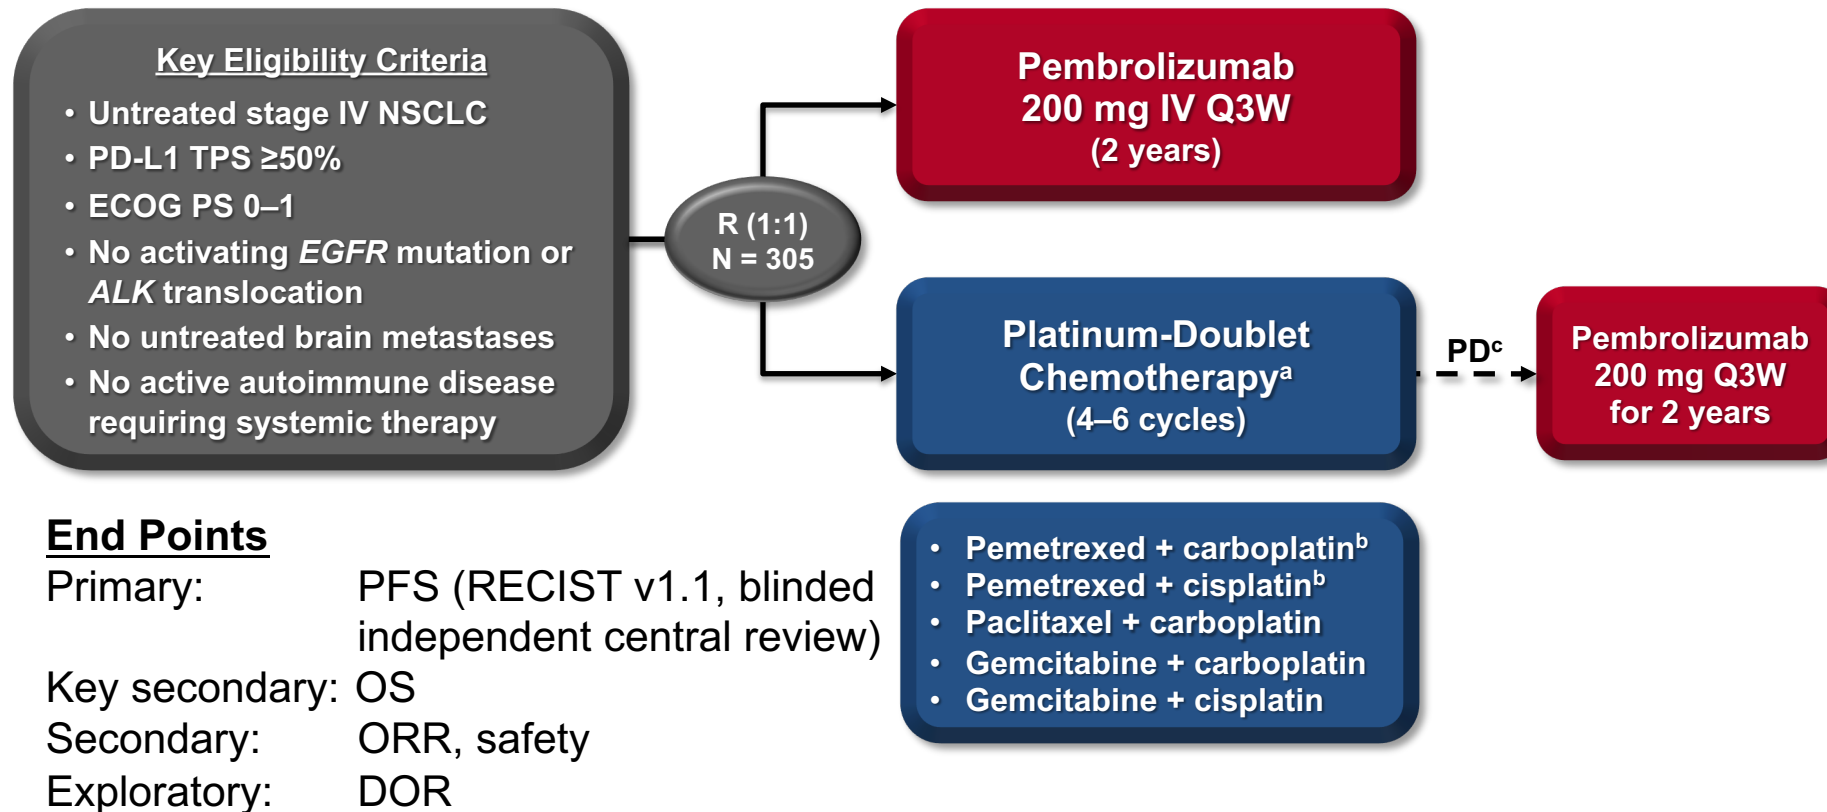 Key Eligibility Criteria
• Untreated stage IV NSCLC
• PD-L1 TPS ≥50%
• ECOG PS 0–1
• No activating EGFR mutation or
ALK translocation
• No untreated brain metastases
• No active autoimmune disease
requiring systemic therapy
R (1:1)
N = 305
Pembrolizumab
200 mg IV Q3W
(2 years)
Platinum-Doublet
Chemotherapyᵃ
(4–6 cycles)
PDᶜ
Pembrolizumab
200 mg Q3W
for 2 years
• Pemetrexed + carboplatinᵇ
• Pemetrexed + cisplatinᵇ
• Paclitaxel + carboplatin
• Gemcitabine + carboplatin
• Gemcitabine + cisplatin
End Points
Primary: PFS (RECIST v1.1, blinded
independent central review)
Key secondary: OS
Secondary: ORR, safety
Exploratory: DOR